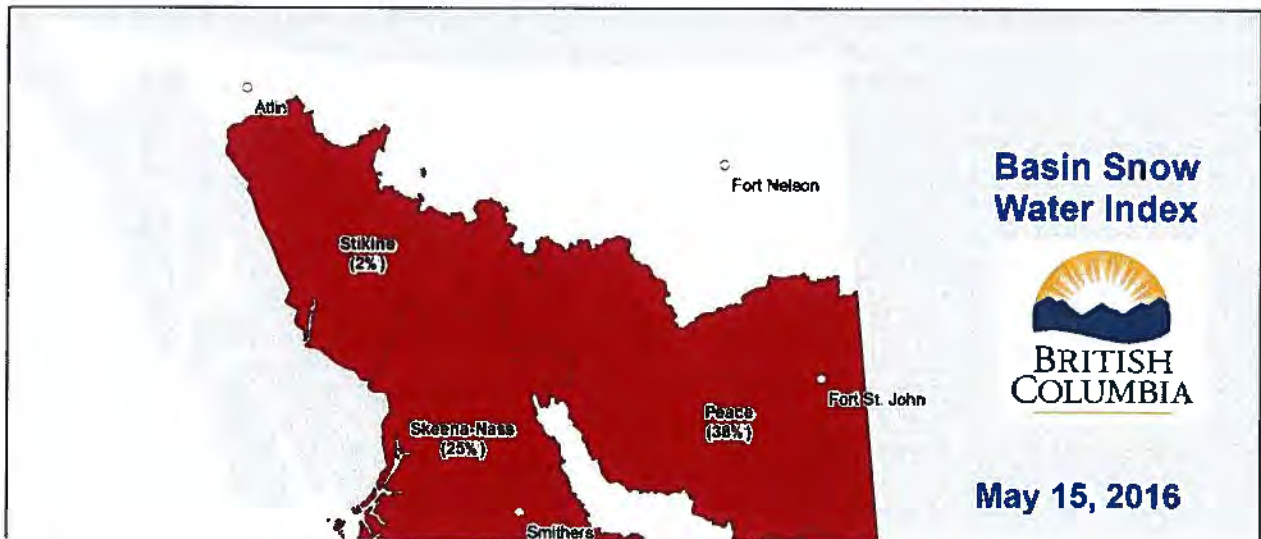 Atlin
Fort Nelson
Basin Snow
Water Index
Stikine
(2%)
BRITISH
COLUMBIA
Fort St. John
Peace
(38%)
Skeena-Nass
(25%)
May 15, 2016
Smithers